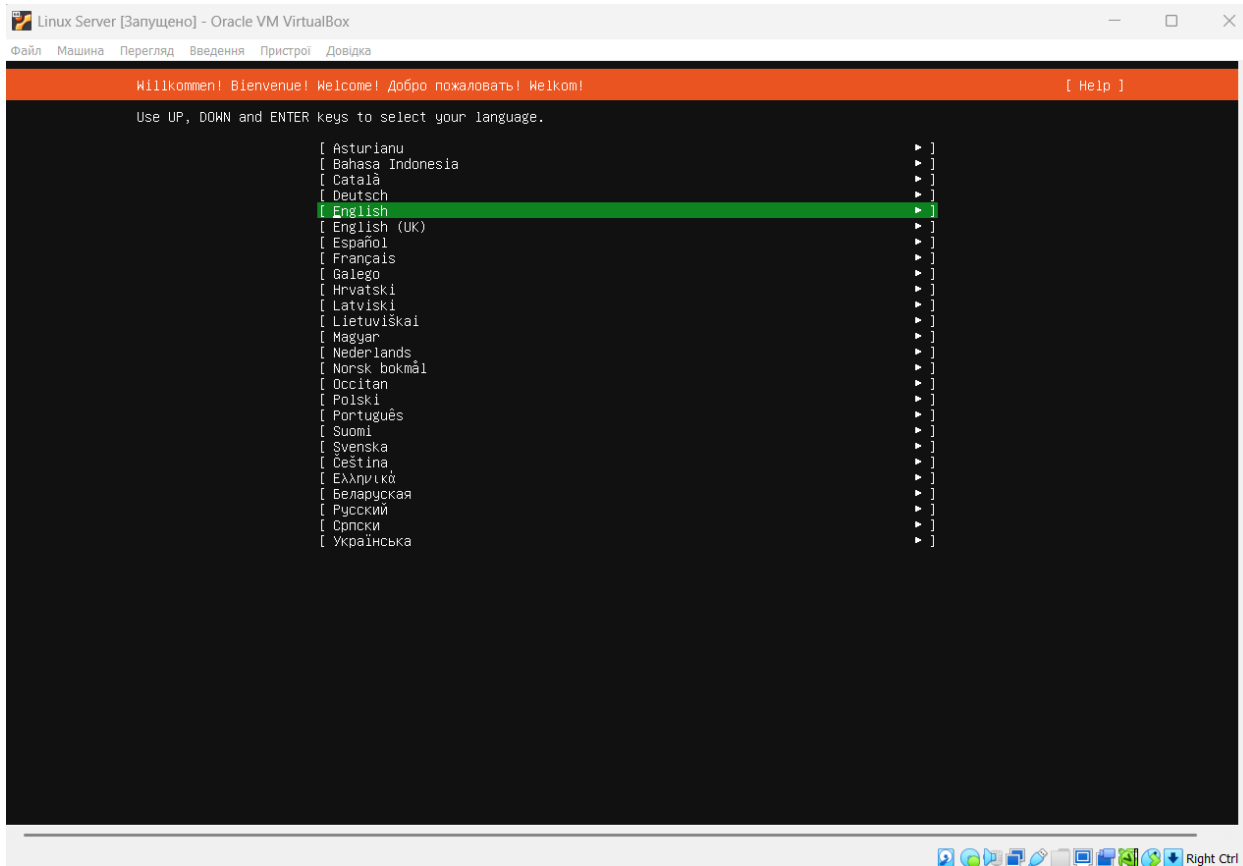 Linux Server [Запущено] - Oracle VM VirtualBox
Файл Машина Перегляд Введення Пристрої Довідка
Willkommen! Bienvenue! Welcome! Добро пожаловать! Welkom! [ Help ]
Use UP, DOWN and ENTER keys to select your language.
[ Asturianu ► ]
[ Bahasa Indonesia ► ]
[ Català ► ]
[ Deutsch ► ]
[ English ► ]
[ English (UK) ► ]
[ Español ► ]
[ Français ► ]
[ Galego ► ]
[ Hrvatski ► ]
[ Latviski ► ]
[ Lietuviškai ► ]
[ Magyar ► ]
[ Nederlands ► ]
[ Norsk bokmål ► ]
[ Occitan ► ]
[ Polski ► ]
[ Português ► ]
[ Suomi ► ]
[ Svenska ► ]
[ Čeština ► ]
[ Ελληνικά ► ]
[ Беларуская ► ]
[ Русский ► ]
[ Српски ► ]
[ Українська ► ]
Right Ctrl